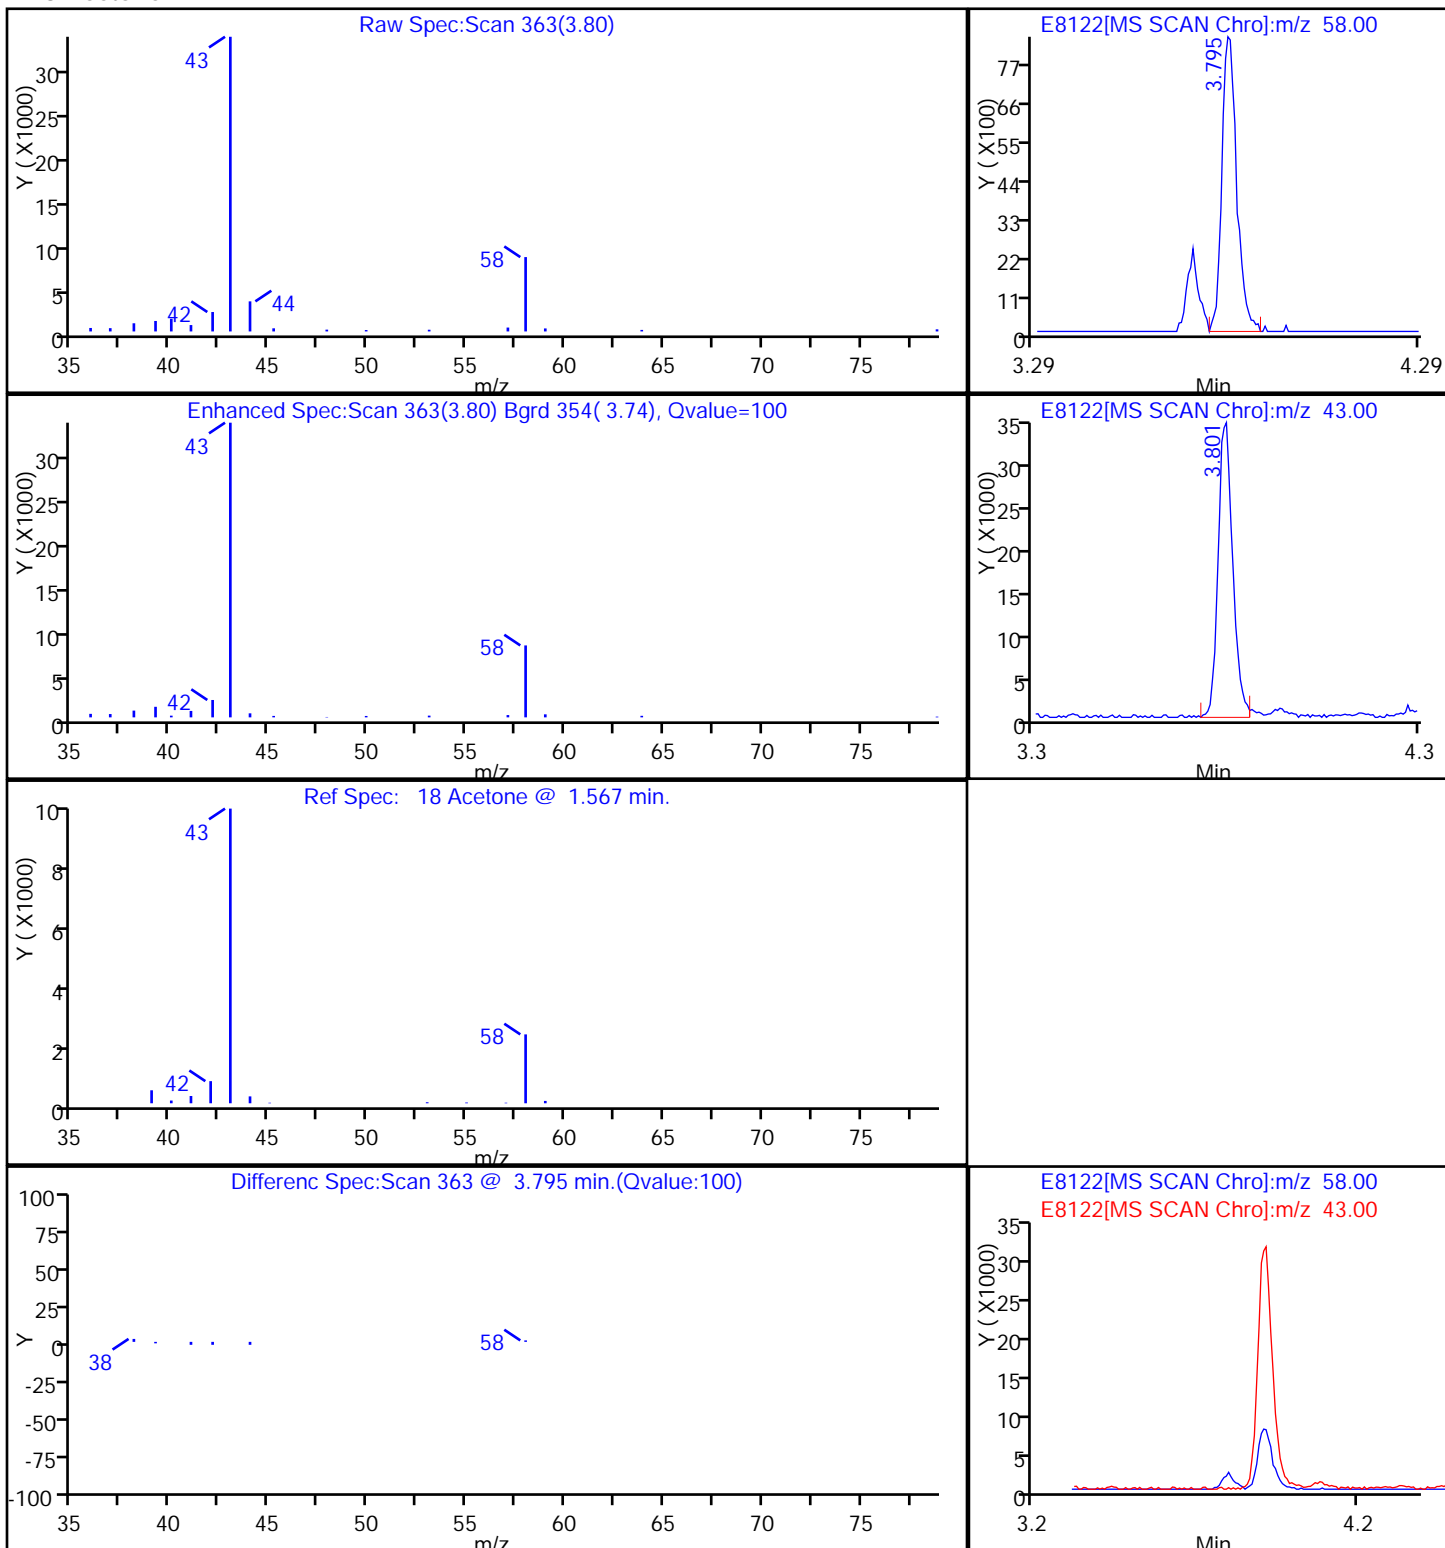 Raw Spec:Scan 363(3.80)
Y ( X1000)
30
25
20
15
10
5
0
43
42
44
58
35 40 45 50 55 60 65 70 75
m/z
E8122[MS SCAN Chro]:m/z 58.00
Y ( X100)
77
66
55
44
33
22
11
0
3.795
3.29 4.29
Min
Enhanced Spec:Scan 363(3.80) Bgrd 354( 3.74), Qvalue=100
Y ( X1000)
30
25
20
15
10
5
0
43
42
58
35 40 45 50 55 60 65 70 75
m/z
E8122[MS SCAN Chro]:m/z 43.00
Y ( X1000)
35
30
25
20
15
10
5
0
3.801
3.3 4.3
Min
Ref Spec: 18 Acetone @ 1.567 min.
Y ( X1000)
10
8
6
4
2
0
43
42
58
35 40 45 50 55 60 65 70 75
m/z
Differenc Spec:Scan 363 @ 3.795 min.(Qvalue:100)
Y
100
75
50
25
0
-25
-50
-75
-100
38
58
35 40 45 50 55 60 65 70 75
m/z
E8122[MS SCAN Chro]:m/z 58.00
E8122[MS SCAN Chro]:m/z 43.00
Y ( X1000)
35
30
25
20
15
10
5
0
3.2 4.2
Min